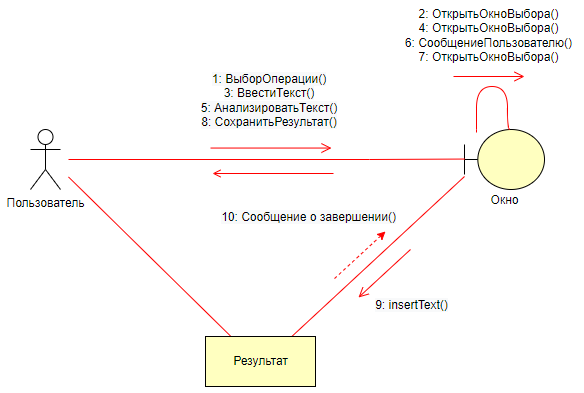 2: ОткрытьОкноВыбора()
4: ОткрытьОкноВыбора()
6: СообщениеПользователю()
7: ОткрытьОкноВыбора()
1: ВыборОперации()
3: ВвестиТекст()
5: АнализироватьТекст()
8: СохранитьРезультат()
Пользователь
Окно
10: Сообщение о завершении()
9: insertText()
Результат